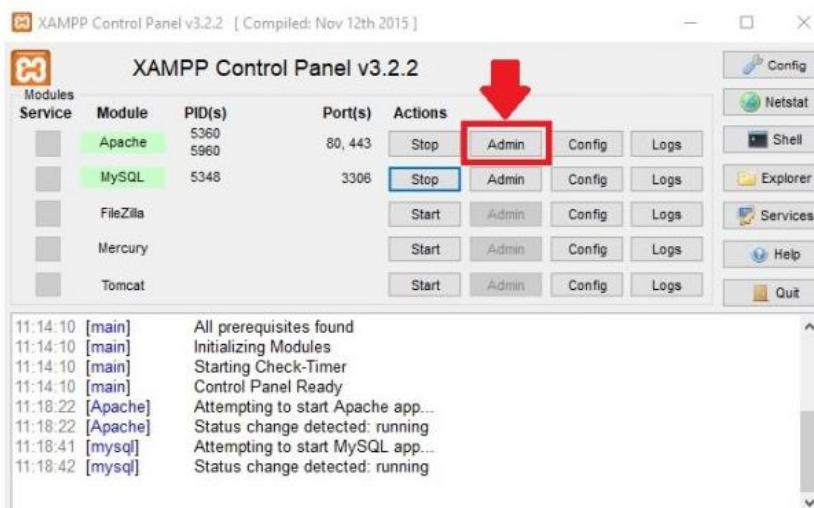 XAMPP Control Panel v3.2.2 [ Compiled: Nov 12th 2015 ]
XAMPP Control Panel v3.2.2
Config
Modules
Service Module PID(s) Port(s) Actions
Netstat
Apache 5360 5960 80, 443 Stop Admin Config Logs
Shell
MySQL 5348 3306 Stop Admin Config Logs
Explorer
FileZilla Start Admin Config Logs
Services
Mercury Start Admin Config Logs
Help
Tomcat Start Admin Config Logs
Quit
11:14:10 [main] All prerequisites found
11:14:10 [main] Initializing Modules
11:14:10 [main] Starting Check-Timer
11:14:10 [main] Control Panel Ready
11:18:22 [Apache] Attempting to start Apache app...
11:18:22 [Apache] Status change detected: running
11:18:41 [mysql] Attempting to start MySQL app...
11:18:42 [mysql] Status change detected: running